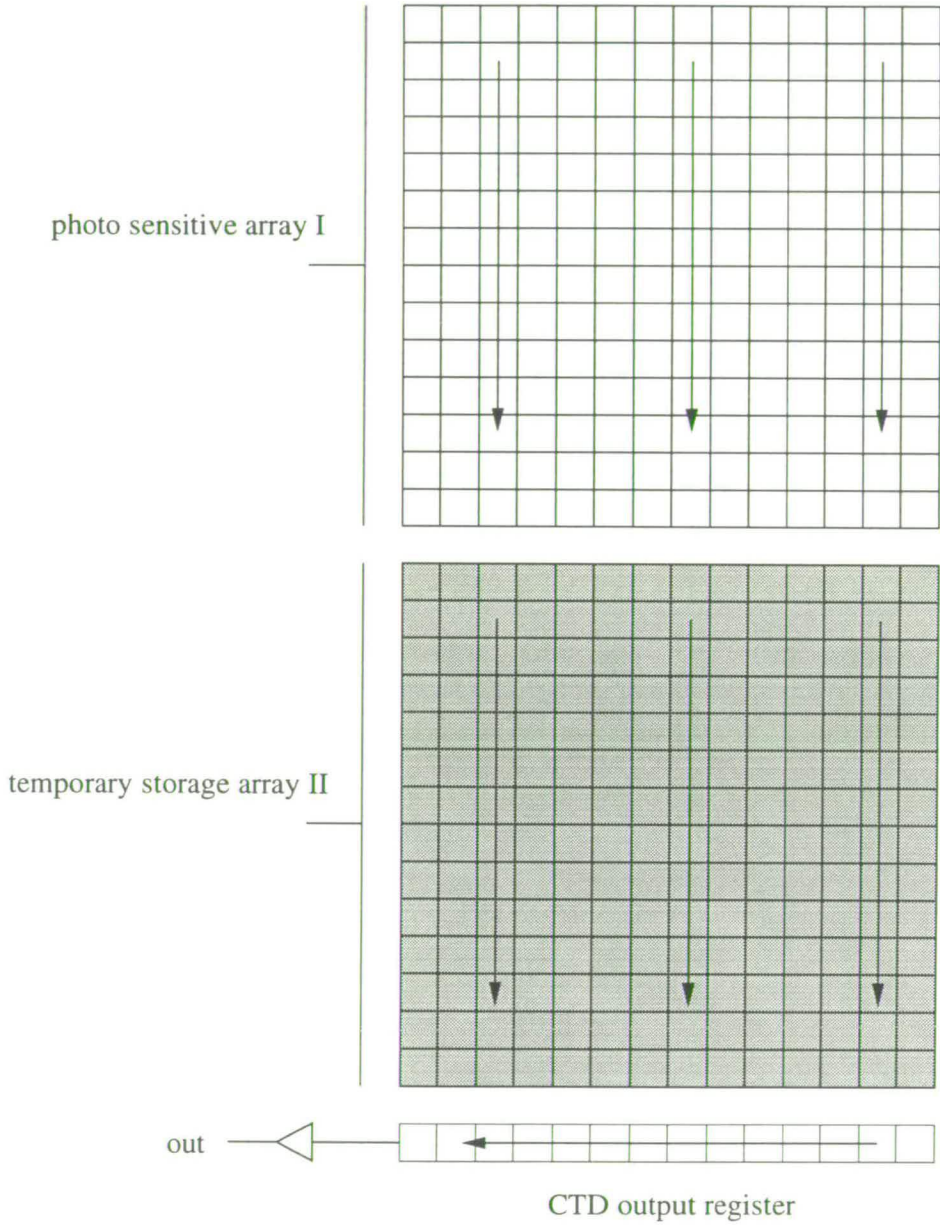 photo sensitive array I
temporary storage array II
out
CTD output register